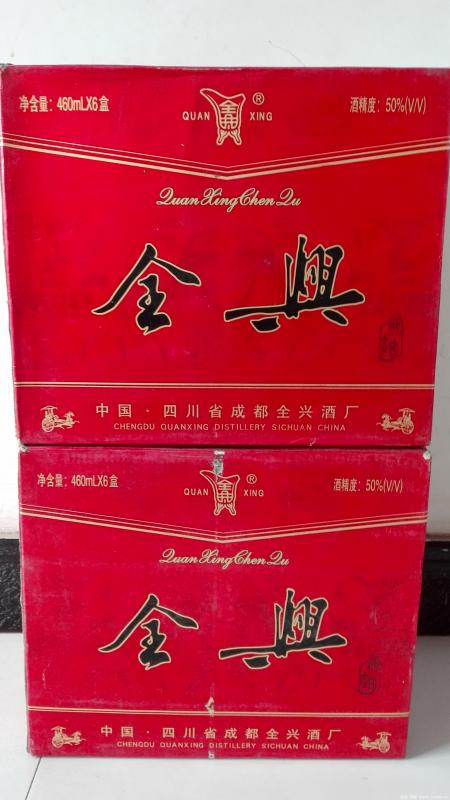 净含量：460mLX6盒
QUAN XING ®
酒精度：50%(V/V)
Quan Xing Chen Qu
全興
中国·四川省成都全兴酒厂
CHENGDU QUANXING DISTILLERY SICHUAN CHINA
净含量：460mLX6盒
QUAN XING ®
酒精度：50%(V/V)
Quan Xing Chen Qu
全興
中国·四川省成都全兴酒厂
CHENGDU QUANXING DISTILLERY SICHUAN CHINA